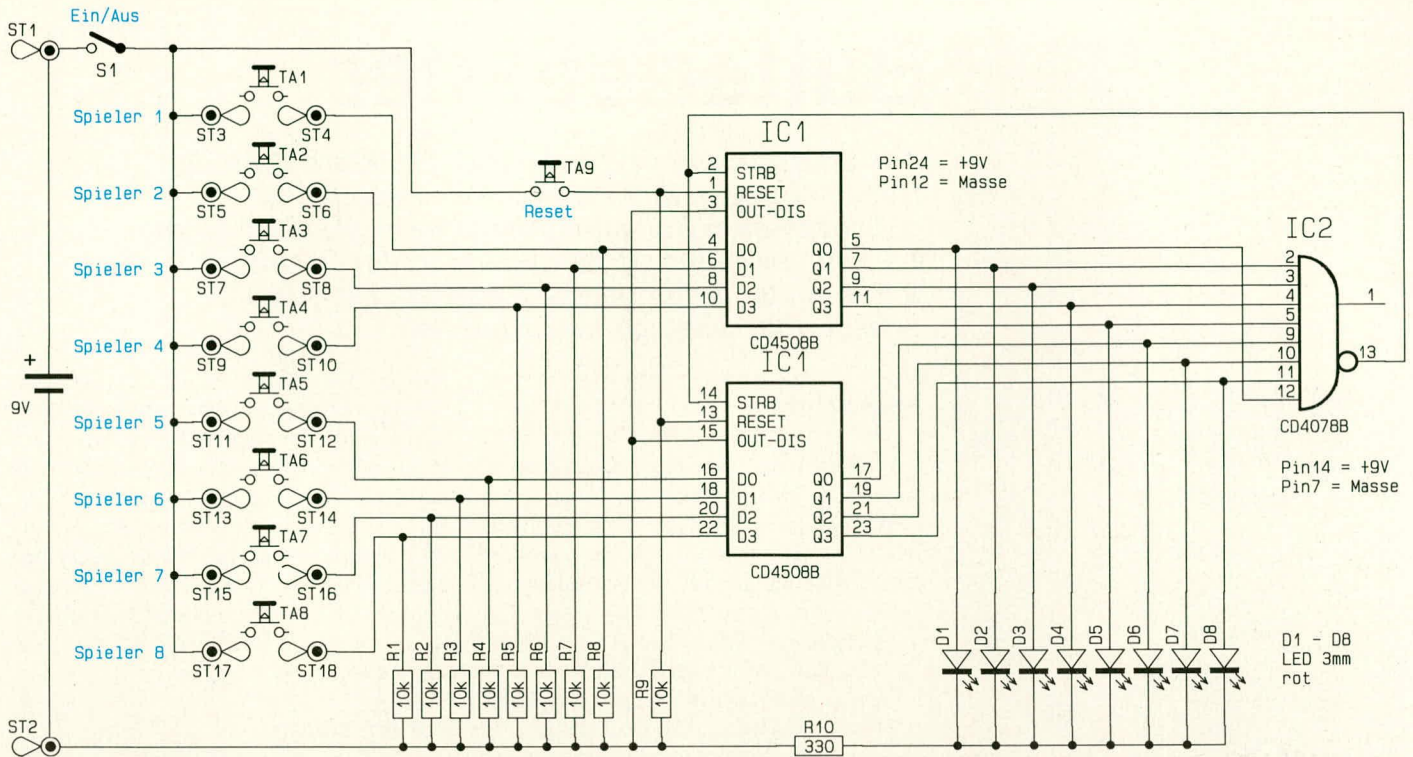 Ein/Aus
ST1
S1
TA1
Spieler 1
ST3
ST4
TA2
Spieler 2
ST5
ST6
TA3
Spieler 3
ST7
ST8
TA4
Spieler 4
ST9
ST10
TA5
Spieler 5
ST11
ST12
TA6
Spieler 6
ST13
ST14
TA7
Spieler 7
ST15
ST16
TA8
Spieler 8
ST17
ST18
+
9V
ST2
TA9
Reset
IC1
2 STRB
1 RESET
3 OUT-DIS
4 D0 Q0 5
6 D1 Q1 7
8 D2 Q2 9
10 D3 Q3 11
CD4508B
Pin24 = +9V
Pin12 = Masse
IC1
14 STRB
13 RESET
15 OUT-DIS
16 D0 Q0 17
18 D1 Q1 19
20 D2 Q2 21
22 D3 Q3 23
CD4508B
IC2
2
3
4
5
9
10
11
12
1
13
CD4078B
Pin14 = +9V
Pin7 = Masse
R1 10k
R2 10k
R3 10k
R4 10k
R5 10k
R6 10k
R7 10k
R8 10k
R9 10k
R10
330
D1
D2
D3
D4
D5
D6
D7
D8
D1 - D8
LED 3mm
rot